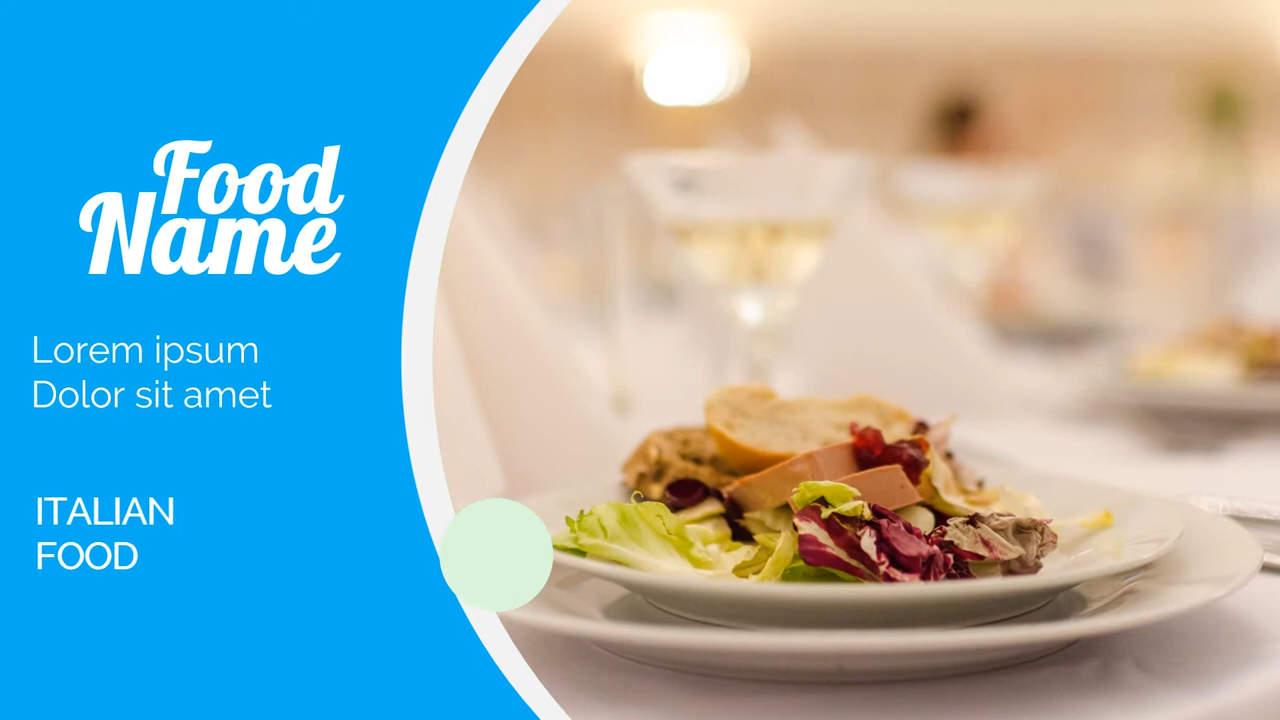 Food
Name
Lorem ipsum
Dolor sit amet
ITALIAN
FOOD